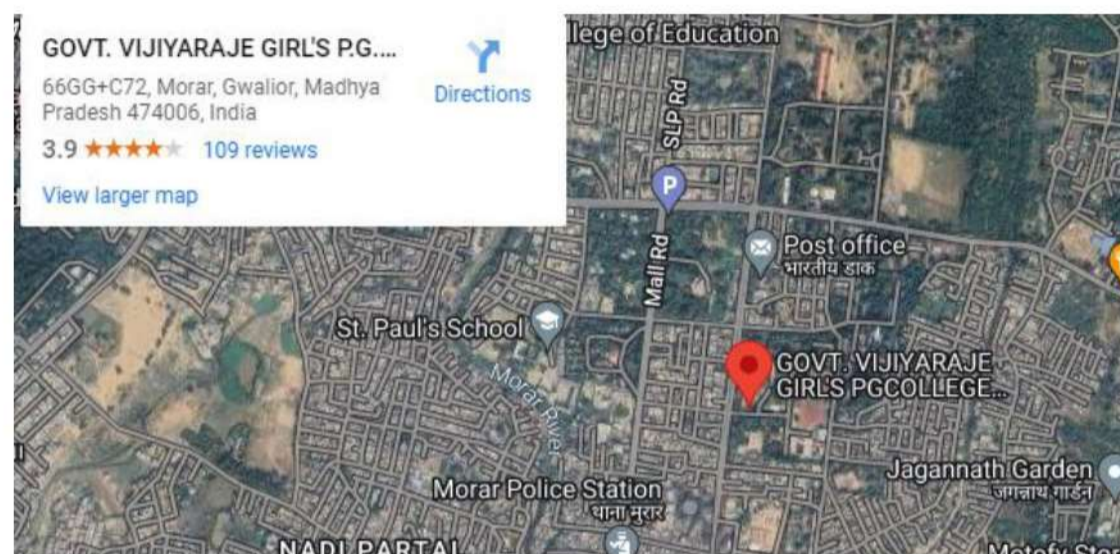 GOVT. VIJIYARAJE GIRL'S P.G....
66GG+C72, Morar, Gwalior, Madhya
Pradesh 474006, India
Directions
3.9
109 reviews
View larger map
llege of Education
SLP Rd
P
Mall Rd
Post office
भारतीय डाक
St. Paul's School
Morar River
GOVT. VIJIYARAJE
GIRLS PGCOLLEGE...
Jagannath Garden
जगन्नाथ गार्डन
Morar Police Station
थाना मुरार
NADI PARTAL